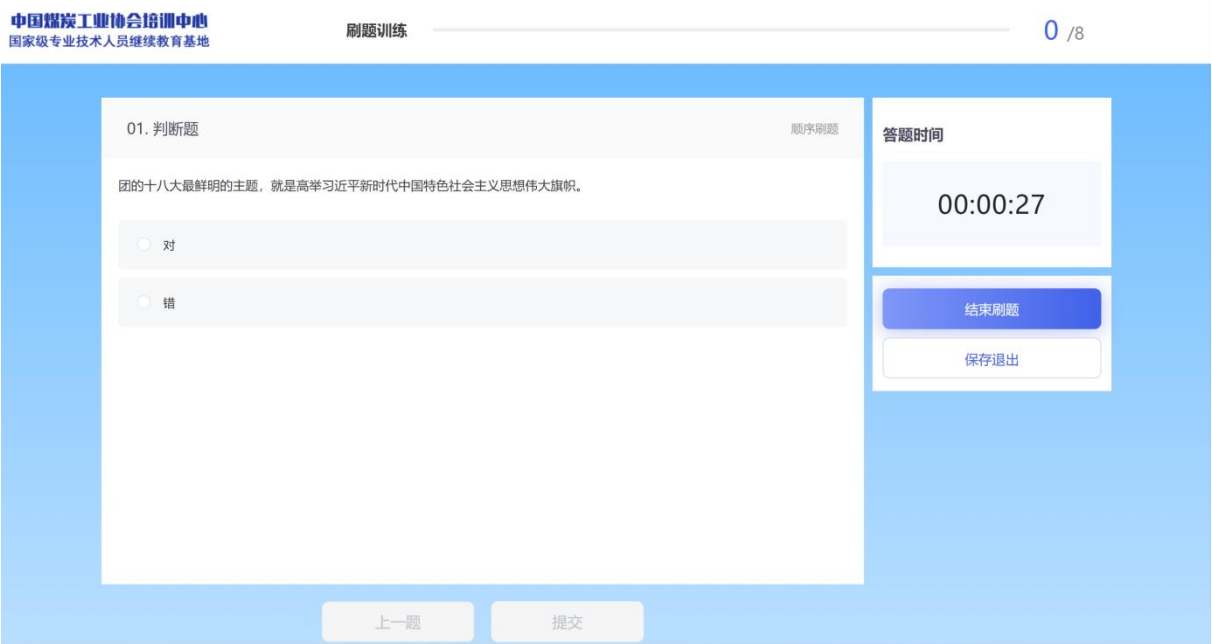 中国煤炭工业协会培训中心
国家级专业技术人员继续教育基地
刷题训练
0 /8
01. 判断题
顺序刷题
团的十八大最鲜明的主题，就是高举习近平新时代中国特色社会主义思想伟大旗帜。
对
错
答题时间
00:00:27
结束刷题
保存退出
上一题
提交